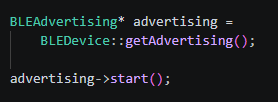 BLEAdvertising* advertising =
    BLEDevice::getAdvertising();

advertising->start();